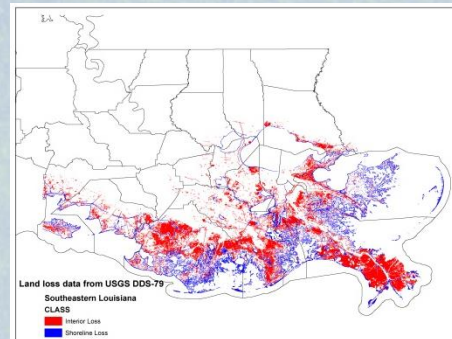 Land loss data from USGS DDS-79
Southeastern Louisiana
CLASS
Interior Loss
Shoreline Loss